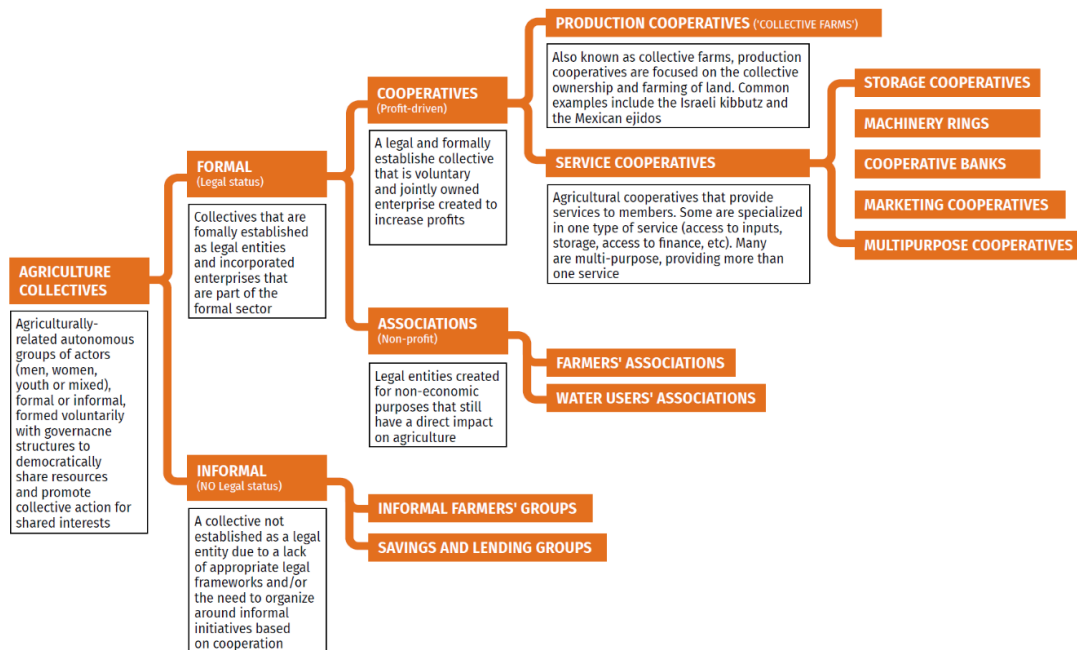 AGRICULTURE
COLLECTIVES
Agriculturally-
related autonomous
groups of actors
(men, women,
youth or mixed),
formal or informal,
formed voluntarily
with governacne
structures to
democratically
share resources
and promote
collective action for
shared interests
FORMAL
(Legal status)
Collectives that are
fomally established
as legal entities
and incorporated
enterprises that
are part of the
formal sector
INFORMAL
(NO Legal status)
A collective not
established as a legal
entity due to a lack
of appropriate legal
frameworks and/or
the need to organize
around informal
initiatives based
on cooperation
COOPERATIVES
(Profit-driven)
A legal and formally
establishe collective
that is voluntary
and jointly owned
enterprise created to
increase profits
ASSOCIATIONS
(Non-profit)
Legal entities created
for non-economic
purposes that still
have a direct impact
on agriculture
INFORMAL FARMERS' GROUPS
SAVINGS AND LENDING GROUPS
PRODUCTION COOPERATIVES ('COLLECTIVE FARMS')
Also known as collective farms, production
cooperatives are focused on the collective
ownership and farming of land. Common
examples include the Israeli kibbutz and
the Mexican ejidos
SERVICE COOPERATIVES
Agricultural cooperatives that provide
services to members. Some are specialized
in one type of service (access to inputs,
storage, access to finance, etc). Many
are multi-purpose, providing more than
one service
FARMERS' ASSOCIATIONS
WATER USERS' ASSOCIATIONS
STORAGE COOPERATIVES
MACHINERY RINGS
COOPERATIVE BANKS
MARKETING COOPERATIVES
MULTIPURPOSE COOPERATIVES